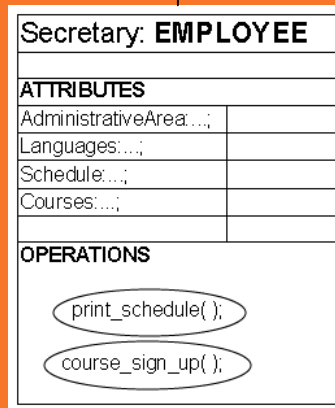 Secretary: EMPLOYEE
ATTRIBUTES
AdministrativeArea:...;
Languages:...;
Schedule:...;
Courses:...;
OPERATIONS
print_schedule( );
course_sign_up( );